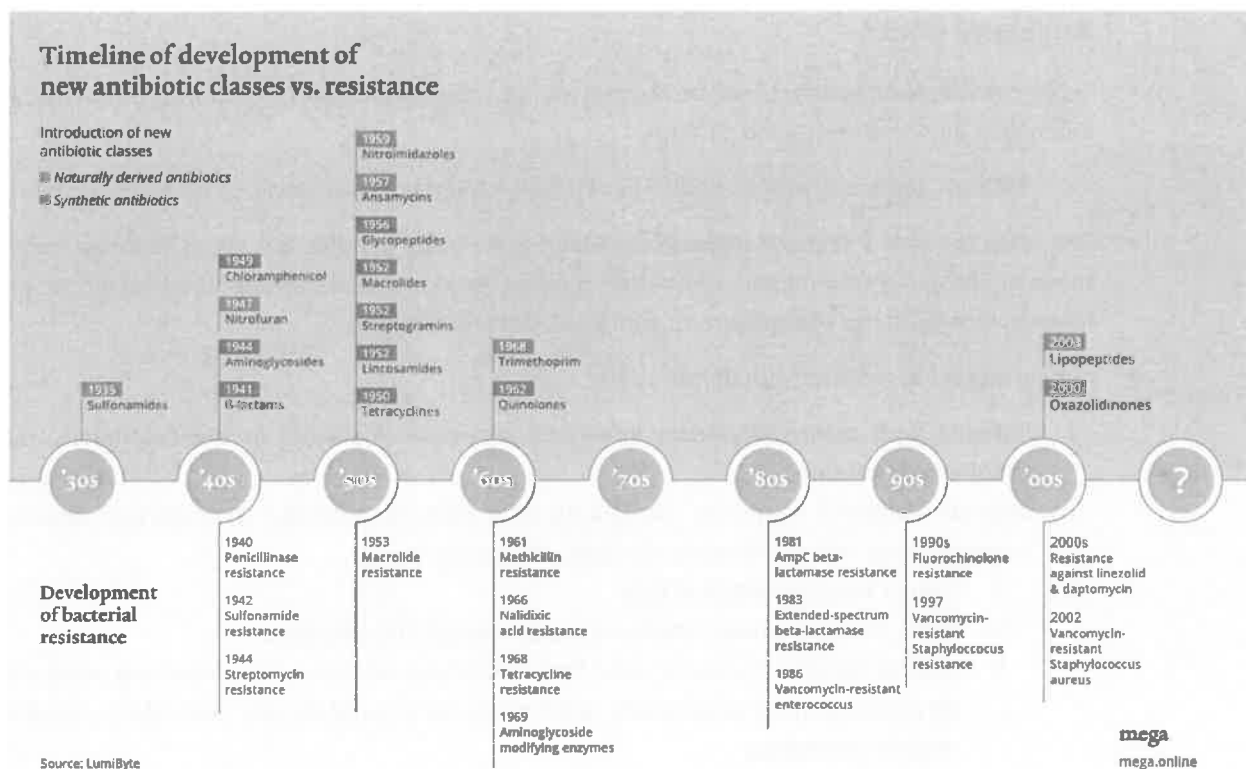 Timeline of development of
new antibiotic classes vs. resistance
Introduction of new
antibiotic classes
Naturally derived antibiotics
Synthetic antibiotics
1935
Sulfonamides
1949
Chloramphenicol
1947
Nitrofuran
1944
Aminoglycosides
1941
ß-lactams
1959
Nitroimidazoles
1957
Ansamycins
1956
Glycopeptides
1952
Macrolides
1952
Streptogramins
1952
Lincosamides
1950
Tetracyclines
1968
Trimethoprim
1962
Quinolones
2003
Lipopeptides
2000
Oxazolidinones
'30s
'40s
'50s
'60s
'70s
'80s
'90s
'00s
?
Development
of bacterial
resistance
1940
Penicillinase
resistance
1942
Sulfonamide
resistance
1944
Streptomycin
resistance
1953
Macrolide
resistance
1961
Methicillin
resistance
1966
Nalidixic
acid resistance
1968
Tetracycline
resistance
1969
Aminoglycoside
modifying enzymes
1981
AmpC beta-
lactamase resistance
1983
Extended-spectrum
beta-lactamase
resistance
1986
Vancomycin-resistant
enterococcus
1990s
Fluorochinolone
resistance
1997
Vancomycin-
resistant
Staphyloccocus
resistance
2000s
Resistance
against linezolid
& daptomycin
2002
Vancomycin-
resistant
Staphylococcus
aureus
Source: LumiByte
mega
mega.online